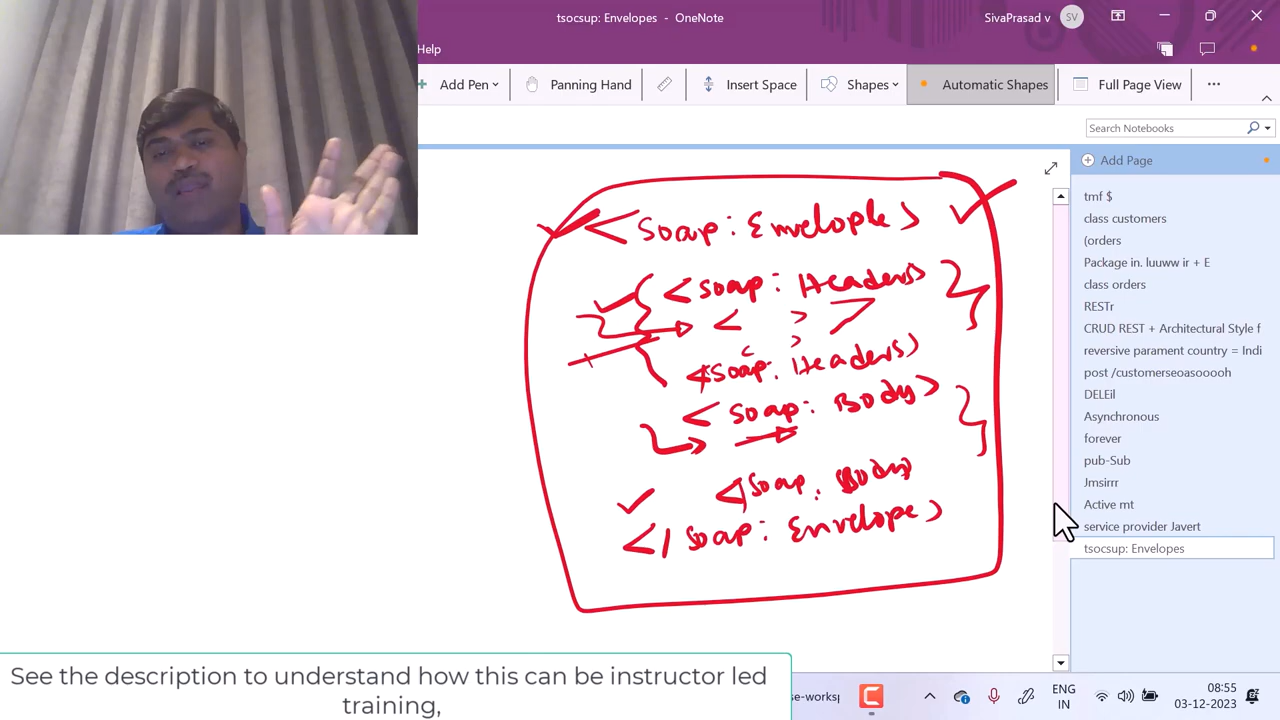 tsocsup: Envelopes - OneNote
SivaPrasad v
SV
Help
Add Pen
Panning Hand
Insert Space
Shapes
Automatic Shapes
Full Page View
Search Notebooks
Add Page
tmf $
class customers
(orders
Package in. luuww ir + E
class orders
RESTr
CRUD REST + Architectural Style f
reversive parament country = Indi
post /customerseoasooooh
DELEil
Asynchronous
forever
pub-Sub
Jmsirrr
Active mt
service provider Javert
tsocsup: Envelopes
<soap: Envelople>
<soap: Headers>
< >
<soap: Headers>
<soap: Body>
<soap: Body>
</soap: Envelope>
See the description to understand how this can be instructor led
training,
se-worksp
ENG
IN
08:55
03-12-2023